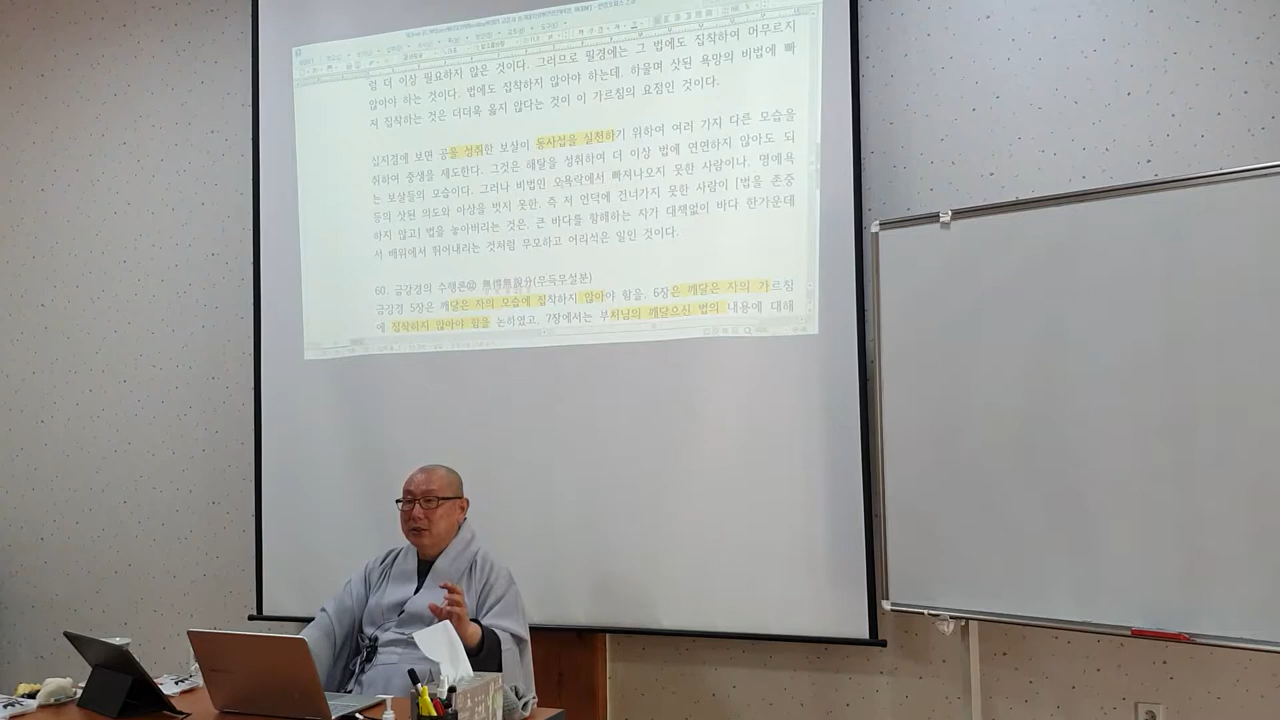 럼 더 이상 필요하지 않은 것이다. 그러므로 필경에는 그 법에도 집착하여 머무르지
않아야 하는 것이다. 법에도 집착하지 않아야 하는데, 하물며 삿된 욕망의 비법에 빠
져 집착하는 것은 더더욱 옳지 않다는 것이 이 가르침의 요점인 것이다.
십지경에 보면 공을 성취한 보살이 동사섭을 실천하기 위하여 여러 가지 다른 모습을
취하여 중생을 제도한다. 그것은 해탈을 성취하여 더 이상 법에 연연하지 않아도 되
는 보살들의 모습이다. 그러나 비법인 오욕락에서 빠져나오지 못한 사람이나, 명예욕
등의 삿된 의도와 아상을 벗지 못한, 즉 저 언덕에 건너가지 못한 사람이 [법을 존중
하지 않고] 법을 놓아버리는 것은, 큰 바다를 항해하는 자가 대책없이 바다 한가운데
서 배위에서 뛰어내리는 것처럼 무모하고 어리석은 일인 것이다.
60. 금강경의 수행론⑫ 無得無說分(무득무설분)
금강경 5장은 깨달은 자의 모습에 집착하지 않아야 함을, 6장은 깨달은 자의 가르침
에 집착하지 않아야 함을 논하였고, 7장에서는 부처님의 깨달으신 법의 내용에 대해